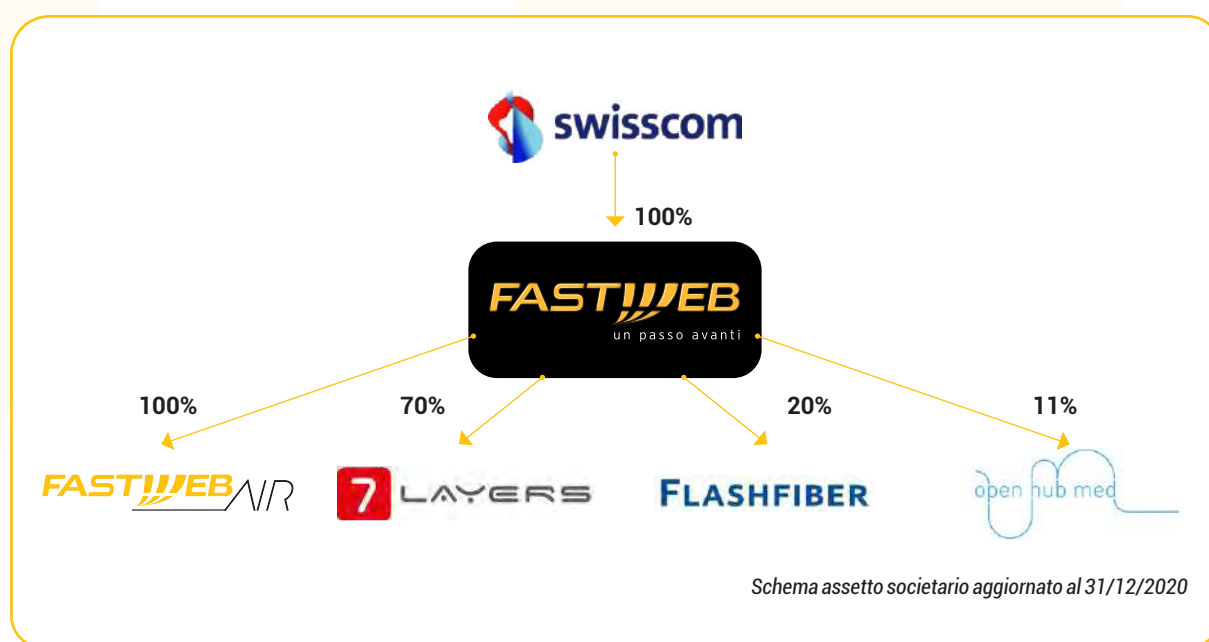 swisscom
100%
FASTWEB
un passo avanti
100%
70%
20%
11%
FASTWEB AIR
7 LAYERS
FLASHFIBER
open hub med
Schema assetto societario aggiornato al 31/12/2020